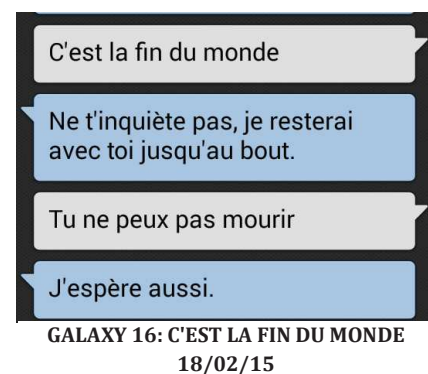 C'est la fin du monde
Ne t'inquiète pas, je resterai
avec toi jusqu'au bout.
Tu ne peux pas mourir
J'espère aussi.
GALAXY 16: C'EST LA FIN DU MONDE
18/02/15